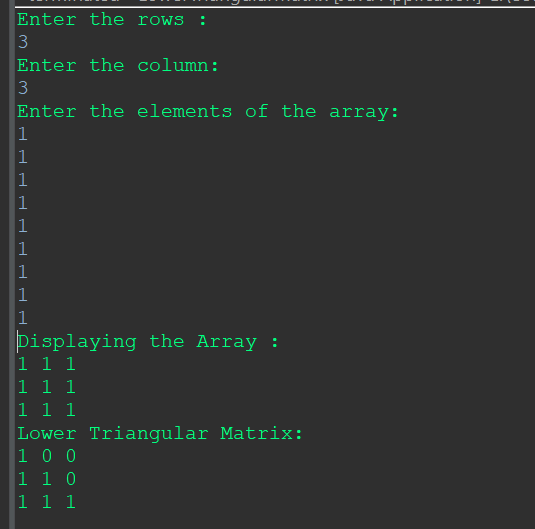 Enter the rows :
3
Enter the column:
3
Enter the elements of the array:
1
1
1
1
1
1
1
1
1
Displaying the Array :
1 1 1
1 1 1
1 1 1
Lower Triangular Matrix:
1 0 0
1 1 0
1 1 1